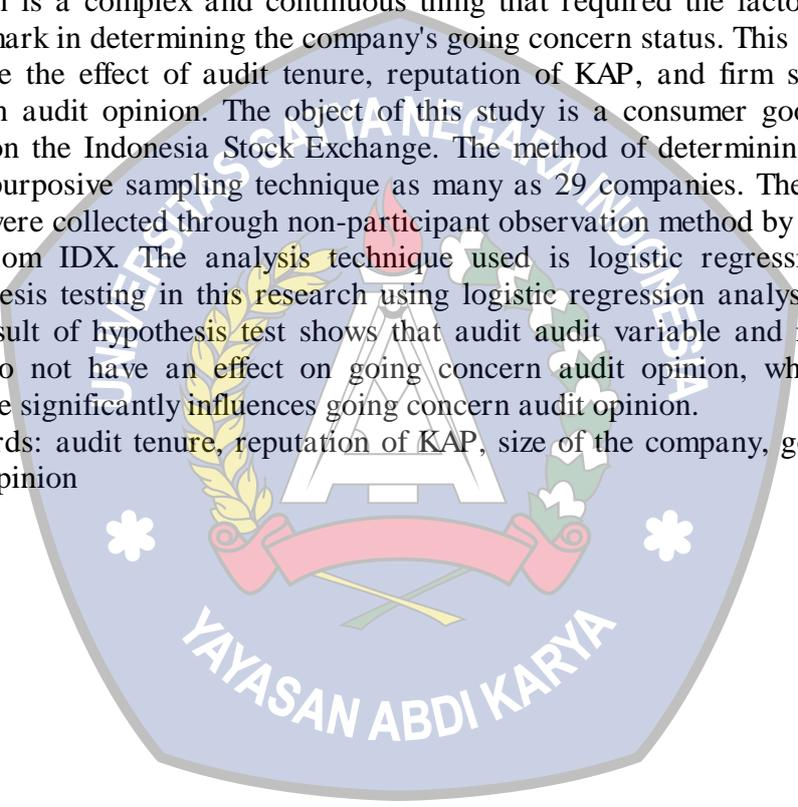 is a complex and continuous thing that required the facto
mark in determining the company's going concern status. This
e the effect of audit tenure, reputation of KAP, and firm s
n audit opinion. The object of this study is a consumer goo
on the Indonesia Stock Exchange. The method of determinin
purposive sampling technique as many as 29 companies. The
were collected through non-participant observation method by
om IDX. The analysis technique used is logistic regressi
esis testing in this research using logistic regression analys
sult of hypothesis test shows that audit audit variable and
o not have an effect on going concern audit opinion, wh
e significantly influences going concern audit opinion.
rds: audit tenure, reputation of KAP, size of the company, g
pinion
UNIVERSITAS SATYA NEGARA INDONESIA
YAYASAN ABDI KARYA